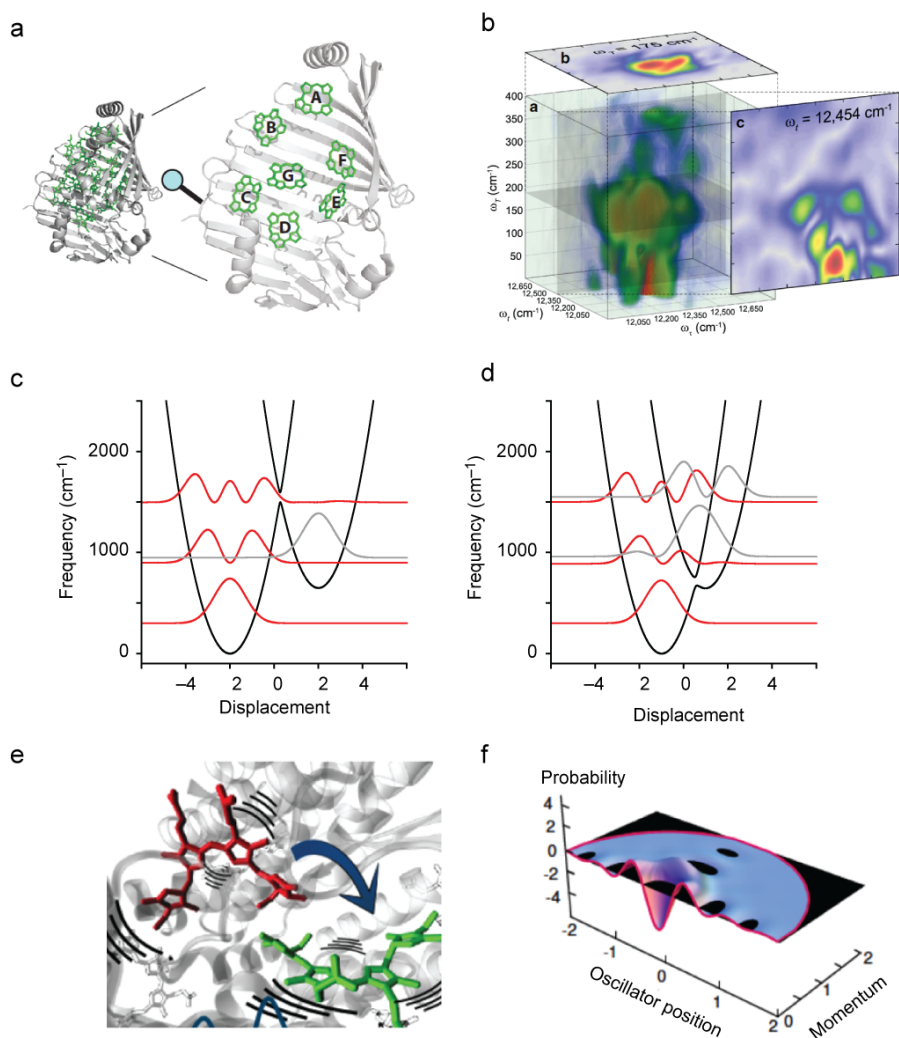 a
A
B
F
G
C
E
D
b
ωT = 175 cm–1
b
a
400
350
300
250
200
150
100
50
ωT (cm-1)
12,650
12,500
12,350
12,200
12,050
ωt (cm-1)
12,050
12,200
12,350
12,500
12,650
ωτ (cm-1)
c
ωt = 12,454 cm–1
c
2000
1000
0
Frequency (cm–1)
–4
2
0
2
4
Displacement
d
2000
1000
0
Frequency (cm–1)
–4
2
0
2
4
Displacement
e
f
Probability
4
2
0
-2
-4
-2
-1
0
1
2
Oscillator position
0
1
2
Momentum